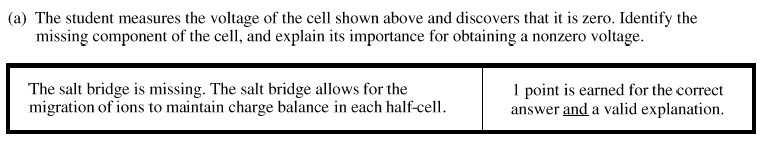 (a) The student measures the voltage of the cell shown above and discovers that it is zero. Identify the
missing component of the cell, and explain its importance for obtaining a nonzero voltage.
The salt bridge is missing. The salt bridge allows for the
migration of ions to maintain charge balance in each half-cell.
1 point is earned for the correct
answer and a valid explanation.